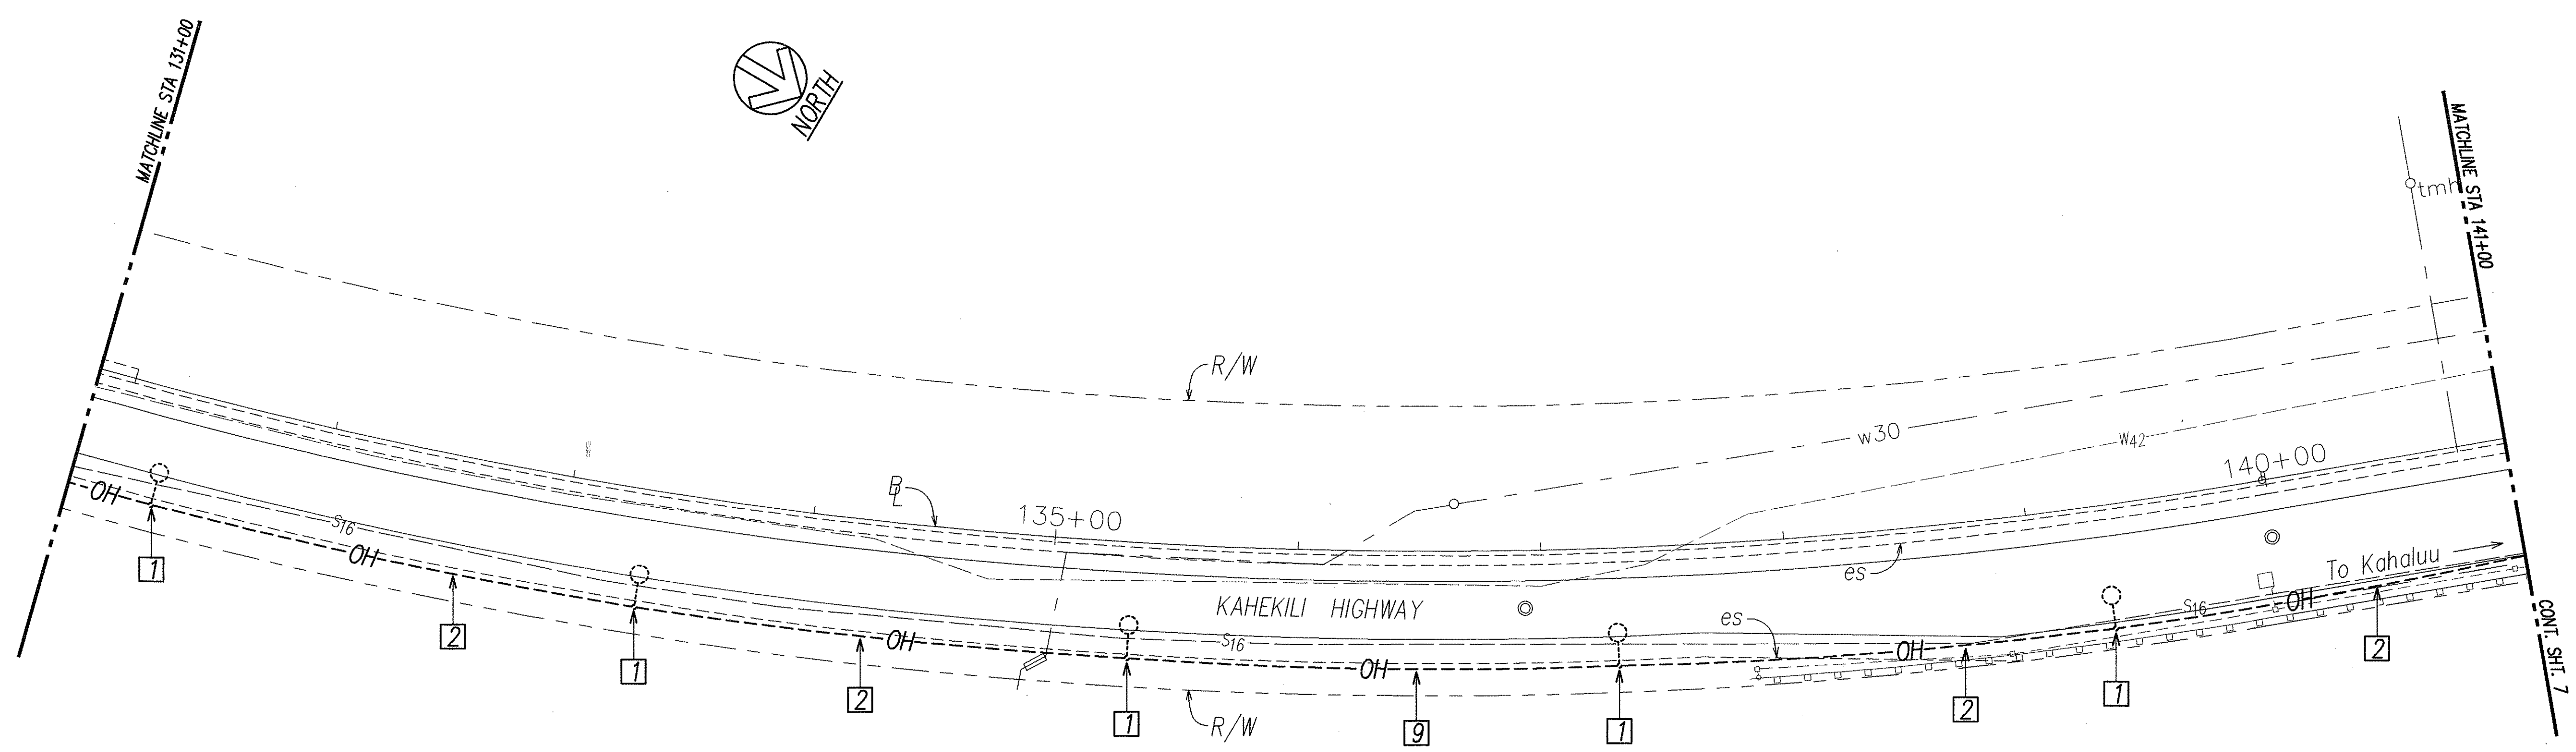 MATCHLINE STA 131+00
NORTH
MATCHLINE STA 141+00
tmh
R/W
w30
W42
140+00
BL
135+00
OH
S16
OH
1
2
1
OH
2
S16
1
KAHEKILI HIGHWAY
OH
9
1
es
es
OH
2
1
S16
OH
To Kahaluu
2
R/W
CONT. SHT. 7